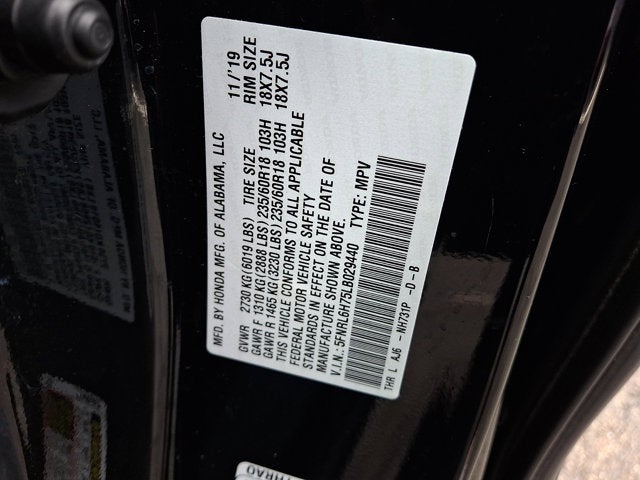 MFD. BY HONDA MFG. OF ALABAMA, LLC 11/'19
GVWR 2730 KG (6019 LBS) TIRE SIZE RIM SIZE
GAWR F 1310 KG (2888 LBS) 235/60R18 103H 18X7.5J
GAWR R 1465 KG (3230 LBS) 235/60R18 103H 18X7.5J
THIS VEHICLE CONFORMS TO ALL APPLICABLE
FEDERAL MOTOR VEHICLE SAFETY
STANDARDS IN EFFECT ON THE DATE OF
MANUFACTURE SHOWN ABOVE.
V.I.N.: 5FNRL6H75LB029440 TYPE: MPV
THR L AJ6 - NH731P -D-B